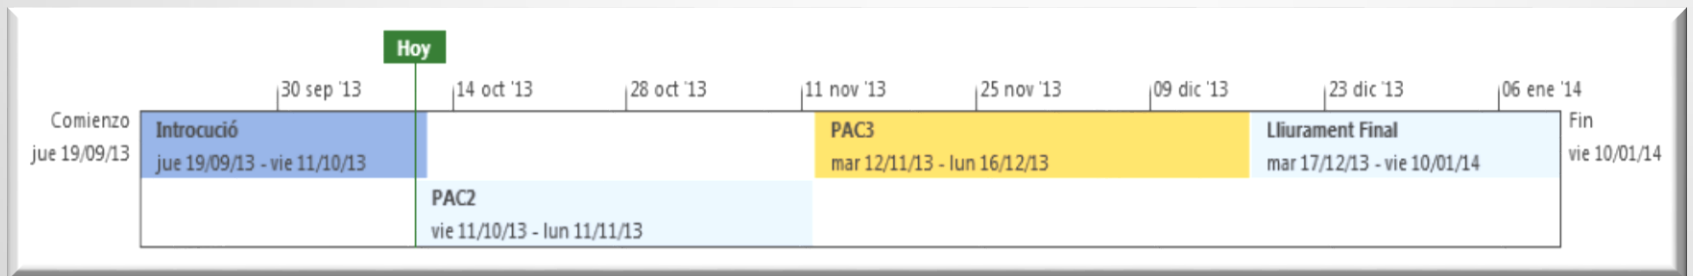 Hoy
30 sep '13
14 oct '13
28 oct '13
11 nov '13
25 nov '13
09 dic '13
23 dic '13
06 ene '14
Comienzo
jue 19/09/13
Introcució
jue 19/09/13 - vie 11/10/13
PAC3
mar 12/11/13 - lun 16/12/13
Lliurament Final
mar 17/12/13 - vie 10/01/14
Fin
vie 10/01/14
PAC2
vie 11/10/13 - lun 11/11/13